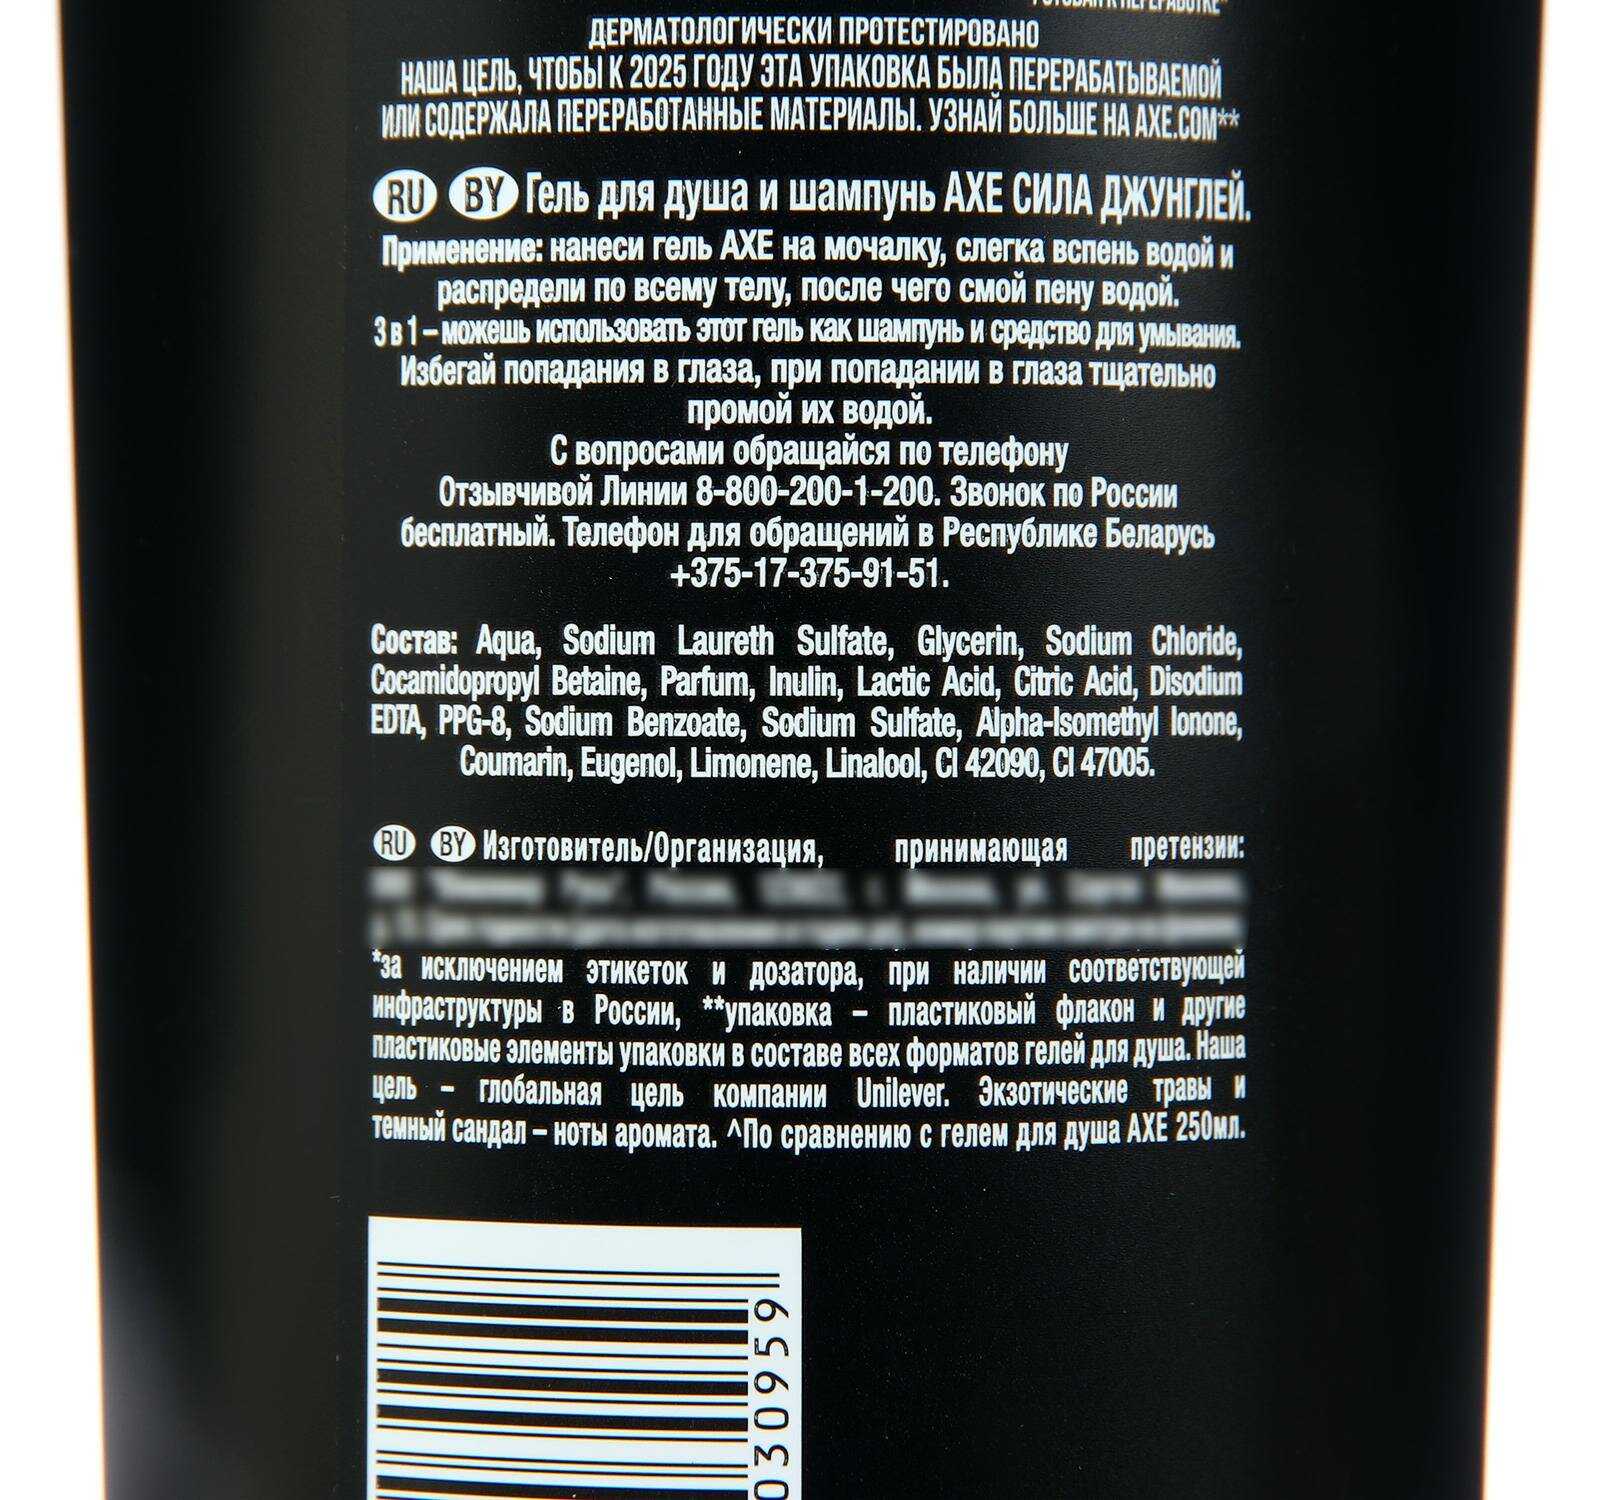 ДЕРМАТОЛОГИЧЕСКИ ПРОТЕСТИРОВАНО
НАША ЦЕЛЬ, ЧТОБЫ К 2025 ГОДУ ЭТА УПАКОВКА БЫЛА ПЕРЕРАБАТЫВАЕМОЙ
ИЛИ СОДЕРЖАЛА ПЕРЕРАБОТАННЫЕ МАТЕРИАЛЫ. УЗНАЙ БОЛЬШЕ НА AXE.COM**
RU BY Гель для душа и шампунь AXE СИЛА ДЖУНГЛЕЙ.
Применение: нанеси гель AXE на мочалку, слегка вспень водой и
распредели по всему телу, после чего смой пену водой.
3 в 1 – можешь использовать этот гель как шампунь и средство для умывания.
Избегай попадания в глаза, при попадании в глаза тщательно
промой их водой.
С вопросами обращайся по телефону
Отзывчивой Линии 8-800-200-1-200. Звонок по России
бесплатный. Телефон для обращений в Республике Беларусь
+375-17-375-91-51.
Состав: Aqua, Sodium Laureth Sulfate, Glycerin, Sodium Chloride,
Cocamidopropyl Betaine, Parfum, Inulin, Lactic Acid, Citric Acid, Disodium
EDTA, PPG-8, Sodium Benzoate, Sodium Sulfate, Alpha-Isomethyl Ionone,
Coumarin, Eugenol, Limonene, Linalool, CI 42090, CI 47005.
RU BY Изготовитель/Организация, принимающая претензии:
*за исключением этикеток и дозатора, при наличии соответствующей
инфраструктуры в России, **упаковка – пластиковый флакон и другие
пластиковые элементы упаковки в составе всех форматов гелей для душа. Наша
цель – глобальная цель компании Unilever. Экзотические травы и
темный сандал – ноты аромата. ^По сравнению с гелем для душа AXE 250мл.
030959